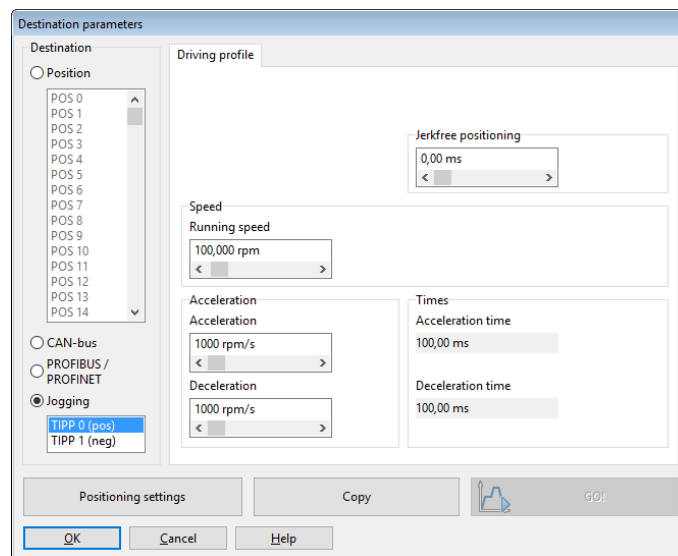 Destination parameters
Destination
Position
POS 0
POS 1
POS 2
POS 3
POS 4
POS 5
POS 6
POS 7
POS 8
POS 9
POS 10
POS 11
POS 12
POS 13
POS 14
CAN-bus
PROFIBUS /
PROFINET
Jogging
TIPP 0 (pos)
TIPP 1 (neg)
Driving profile
Jerkfree positioning
0,00 ms
Speed
Running speed
100,000 rpm
Acceleration
Acceleration
1000 rpm/s
Deceleration
1000 rpm/s
Times
Acceleration time
100,00 ms
Deceleration time
100,00 ms
Positioning settings
Copy
GO!
OK
Cancel
Help